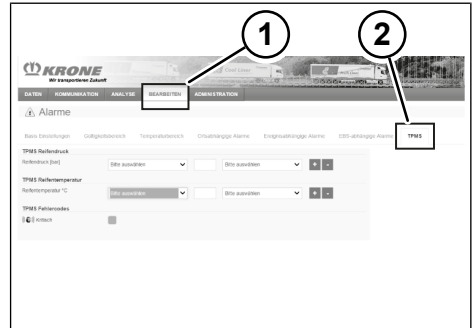 1
2
KRONE
Wir transportieren Zukunft
DATEN KOMMUNIKATION ANALYSE BEARBEITEN ADMINISTRATION
Alarme
Basis Einstellungen Gültigkeitsbereich Temperaturbereich Ortsabhängige Alarme Ereignisabhängige Alarme EBS-abhängige Alarme TPMS
TPMS Reifendruck
Reifendruck [bar] Bitte auswählen Bitte auswählen + -
TPMS Reifentemperatur
Reifentemperatur °C Bitte auswählen Bitte auswählen + -
TPMS Fehlercodes
Kritisch